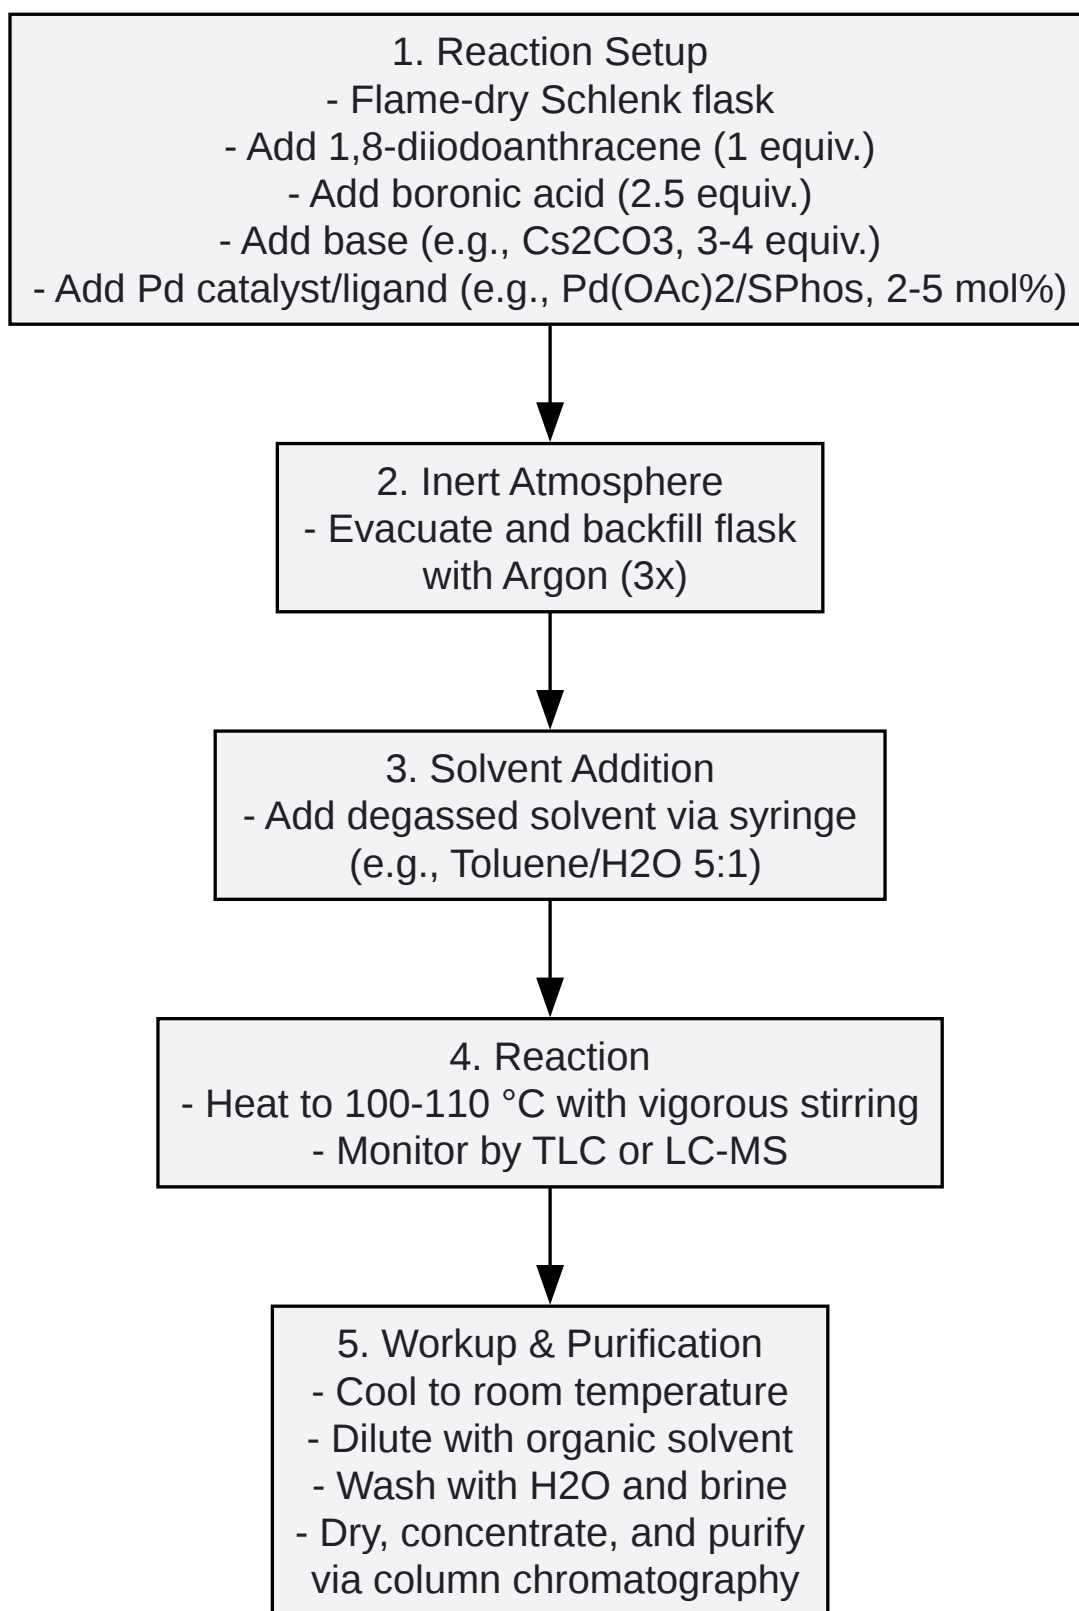 1. Reaction Setup
- Flame-dry Schlenk flask
- Add 1,8-diiodoanthracene (1 equiv.)
- Add boronic acid (2.5 equiv.)
- Add base (e.g., Cs2CO3, 3-4 equiv.)
- Add Pd catalyst/ligand (e.g., Pd(OAc)2/SPhos, 2-5 mol%)
2. Inert Atmosphere
- Evacuate and backfill flask
with Argon (3x)
3. Solvent Addition
- Add degassed solvent via syringe
(e.g., Toluene/H2O 5:1)
4. Reaction
- Heat to 100-110 °C with vigorous stirring
- Monitor by TLC or LC-MS
5. Workup & Purification
- Cool to room temperature
- Dilute with organic solvent
- Wash with H2O and brine
- Dry, concentrate, and purify
via column chromatography